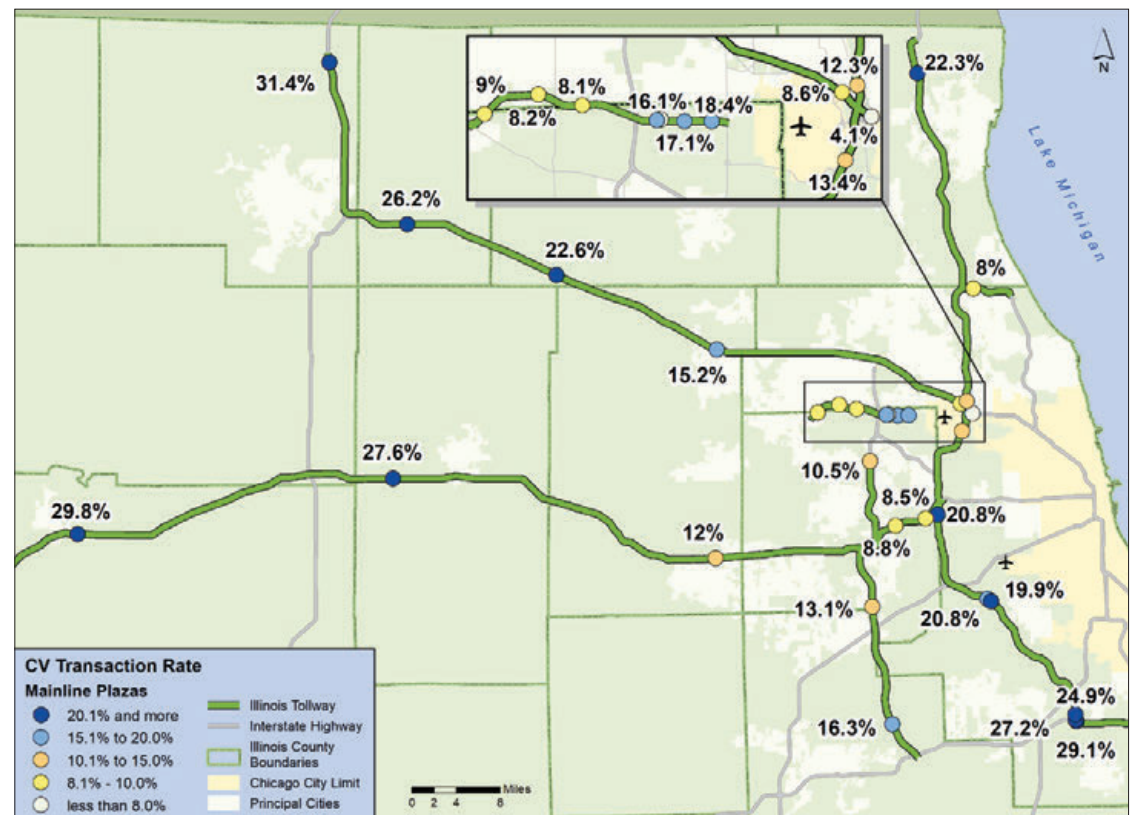 N
Lake Michigan
31.4%
22.3%
9%
8.1%
8.2%
16.1%
18.4%
17.1%
12.3%
8.6%
4.1%
13.4%
26.2%
22.6%
8%
15.2%
27.6%
29.8%
10.5%
8.5%
20.8%
12%
8.8%
19.9%
13.1%
20.8%
24.9%
16.3%
27.2%
29.1%
CV Transaction Rate
Mainline Plazas
20.1% and more
15.1% to 20.0%
10.1% to 15.0%
8.1% - 10.0%
less than 8.0%
Illinois Tollway
Interstate Highway
Illinois County
Boundaries
Chicago City Limit
Principal Cities
Miles
0 2 4 8